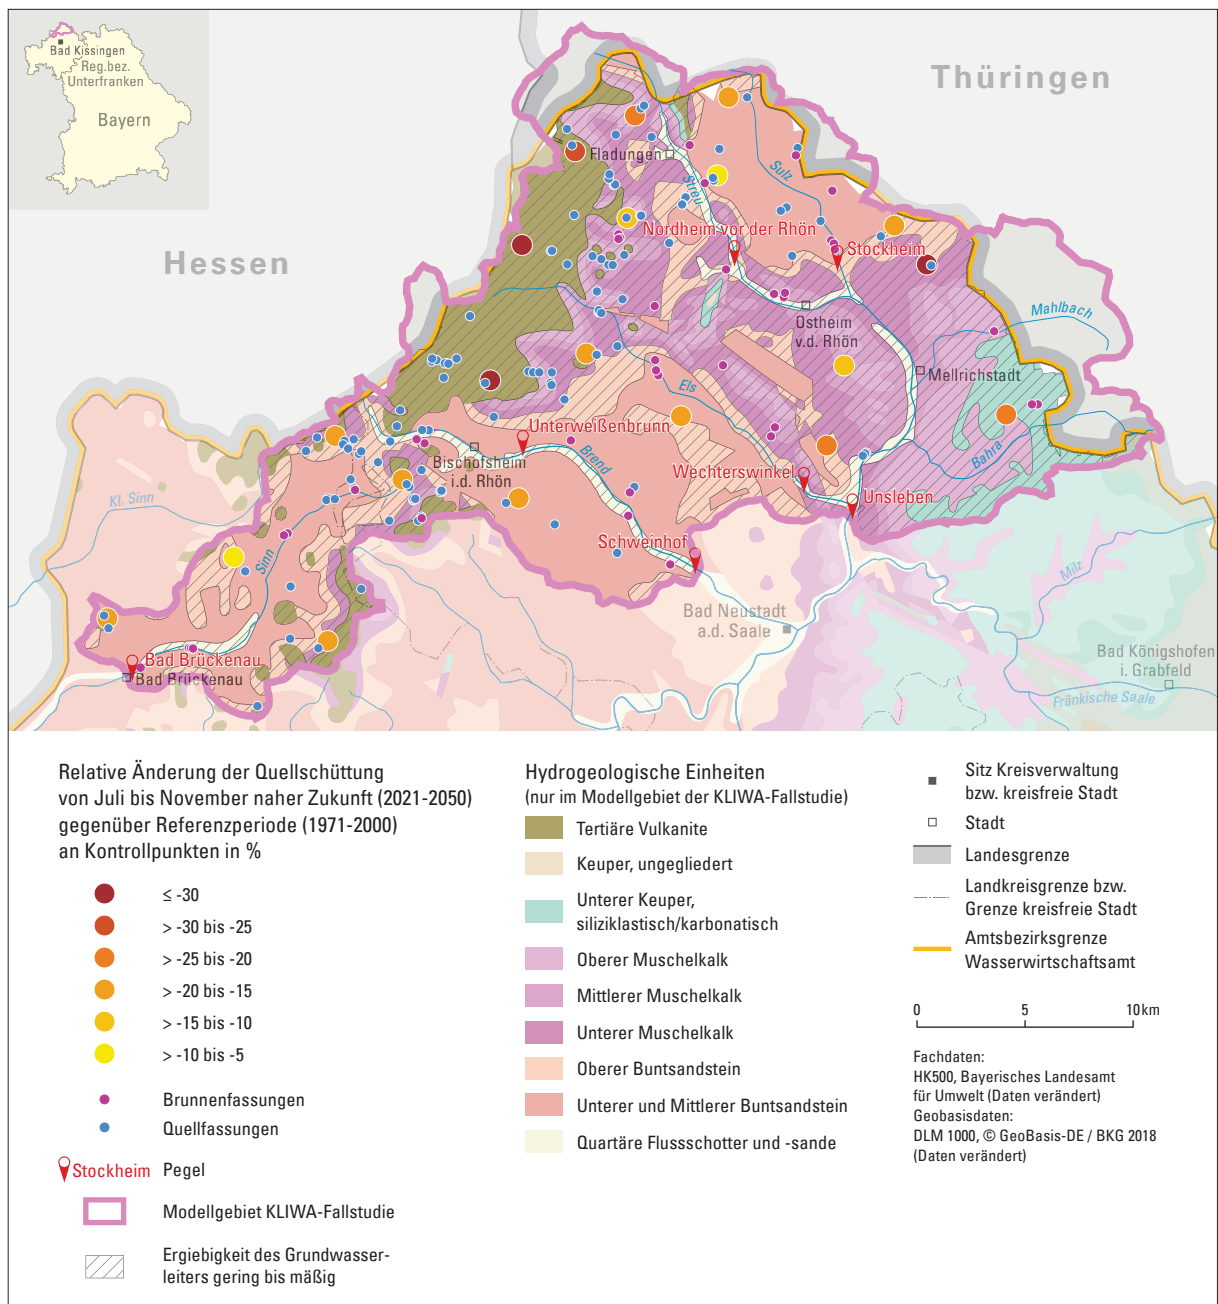 Bad Kissingen
Reg.bez.
Unterfranken
Bayern
Thüringen
Hessen
Fladungen
Streu
Sulz
Nordheim vor der Rhön
Stockheim
Ostheim
v.d. Rhön
Mahlbach
Mellrichstadt
Els
Unterweißenbrunn
Bischofsheim
i.d. Rhön
Brend
Wechterswinkel
Bahra
Unsleben
Kl. Sinn
Sinn
Schweinhof
Milz
Bad Neustadt
a.d. Saale
Bad Brückenau
Bad Brückenau
Bad Königshofen
i. Grabfeld
Fränkische Saale
Relative Änderung der Quellschüttung
von Juli bis November naher Zukunft (2021-2050)
gegenüber Referenzperiode (1971-2000)
an Kontrollpunkten in %
≤ -30
> -30 bis -25
> -25 bis -20
> -20 bis -15
> -15 bis -10
> -10 bis -5
Brunnenfassungen
Quellfassungen
Stockheim Pegel
Modellgebiet KLIWA-Fallstudie
Ergiebigkeit des Grundwasser-
leiters gering bis mäßig
Hydrogeologische Einheiten
(nur im Modellgebiet der KLIWA-Fallstudie)
Tertiäre Vulkanite
Keuper, ungegliedert
Unterer Keuper,
siliziklastisch/karbonatisch
Oberer Muschelkalk
Mittlerer Muschelkalk
Unterer Muschelkalk
Oberer Buntsandstein
Unterer und Mittlerer Buntsandstein
Quartäre Flussschotter und -sande
Sitz Kreisverwaltung
bzw. kreisfreie Stadt
Stadt
Landesgrenze
Landkreisgrenze bzw.
Grenze kreisfreie Stadt
Amtsbezirksgrenze
Wasserwirtschaftsamt
0 5 10 km
Fachdaten:
HK500, Bayerisches Landesamt
für Umwelt (Daten verändert)
Geobasisdaten:
DLM 1000, © GeoBasis-DE / BKG 2018
(Daten verändert)